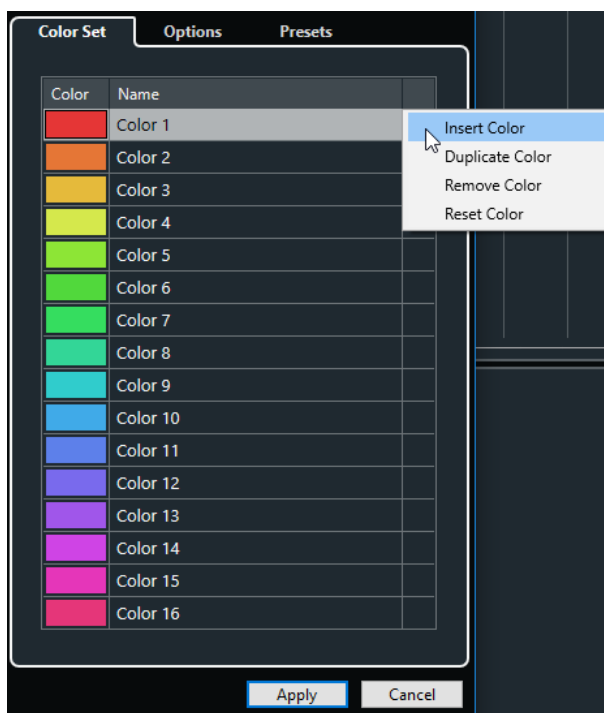 Color Set Options Presets
Color Name
Color 1
Color 2
Color 3
Color 4
Color 5
Color 6
Color 7
Color 8
Color 9
Color 10
Color 11
Color 12
Color 13
Color 14
Color 15
Color 16
Insert Color
Duplicate Color
Remove Color
Reset Color
Apply Cancel